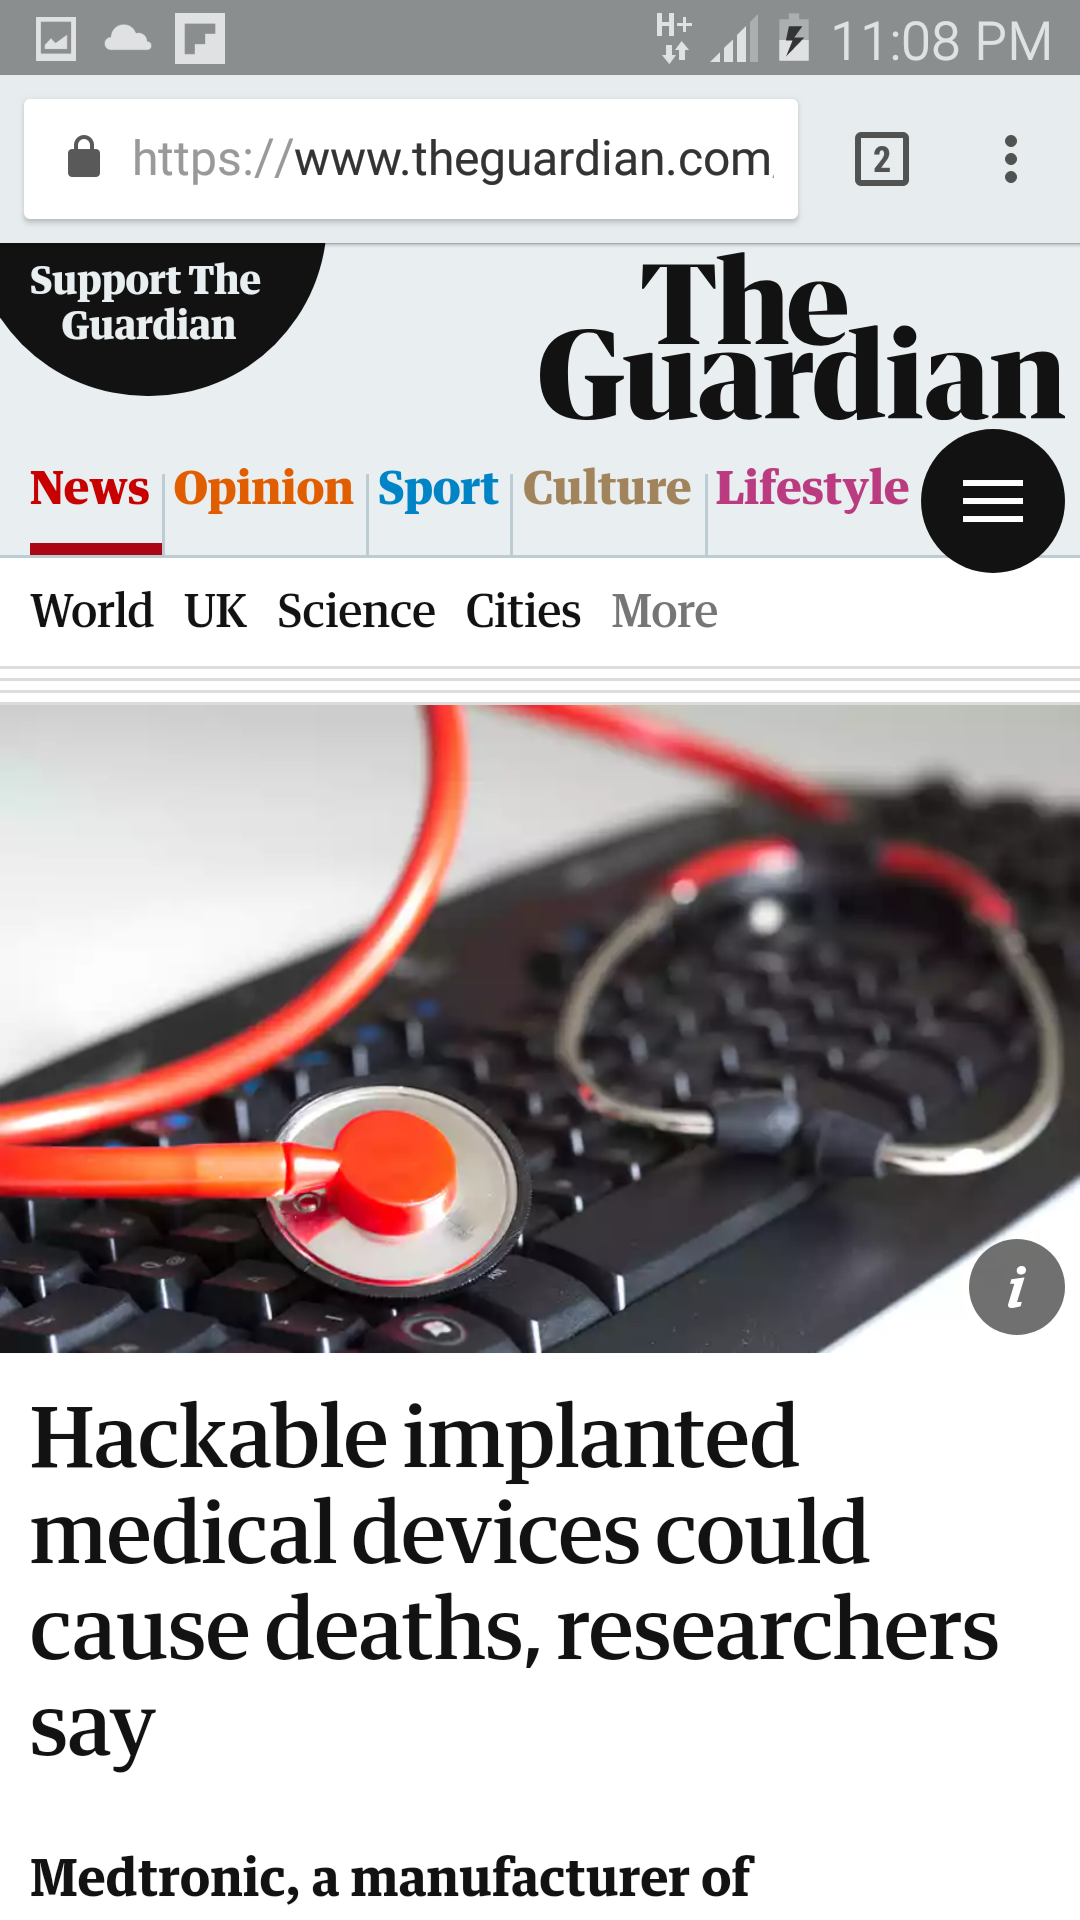 H+
11:08 PM
https://www.theguardian.com
2
Support The
Guardian
The
Guardian
News Opinion Sport Culture Lifestyle
World UK Science Cities More
i
Hackable implanted
medical devices could
cause deaths, researchers
say
Medtronic, a manufacturer of